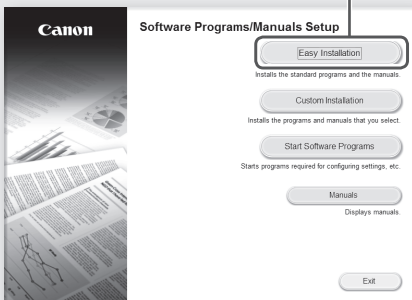 Canon
Software Programs/Manuals Setup
Easy Installation
Installs the standard programs and the manuals.
Custom Installation
Installs the programs and manuals that you select.
Start Software Programs
Starts programs required for configuring settings, etc.
Manuals
Displays manuals.
Exit